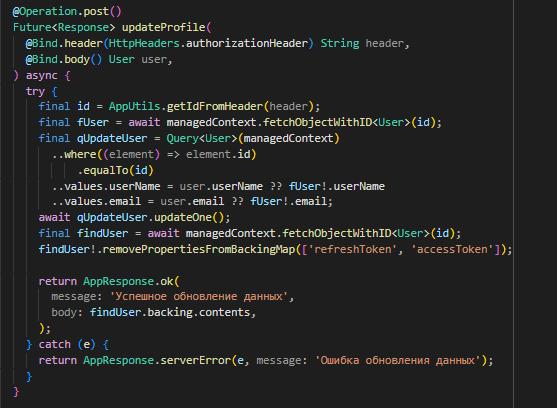 @Operation.post()
Future<Response> updateProfile(
  @Bind.header(HttpHeaders.authorizationHeader) String header,
  @Bind.body() User user,
) async {
  try {
    final id = AppUtils.getIdFromHeader(header);
    final fUser = await managedContext.fetchObjectWithID<User>(id);
    final qUpdateUser = Query<User>(managedContext)
      ..where((element) => element.id)
          .equalTo(id)
      ..values.userName = user.userName ?? fUser!.userName
      ..values.email = user.email ?? fUser!.email;
    await qUpdateUser.updateOne();
    final findUser = await managedContext.fetchObjectWithID<User>(id);
    findUser!.removePropertiesFromBackingMap(['refreshToken', 'accessToken']);

    return AppResponse.ok(
      message: 'Успешное обновление данных',
      body: findUser.backing.contents,
    );
  } catch (e) {
    return AppResponse.serverError(e, message: 'Ошибка обновления данных');
  }
}